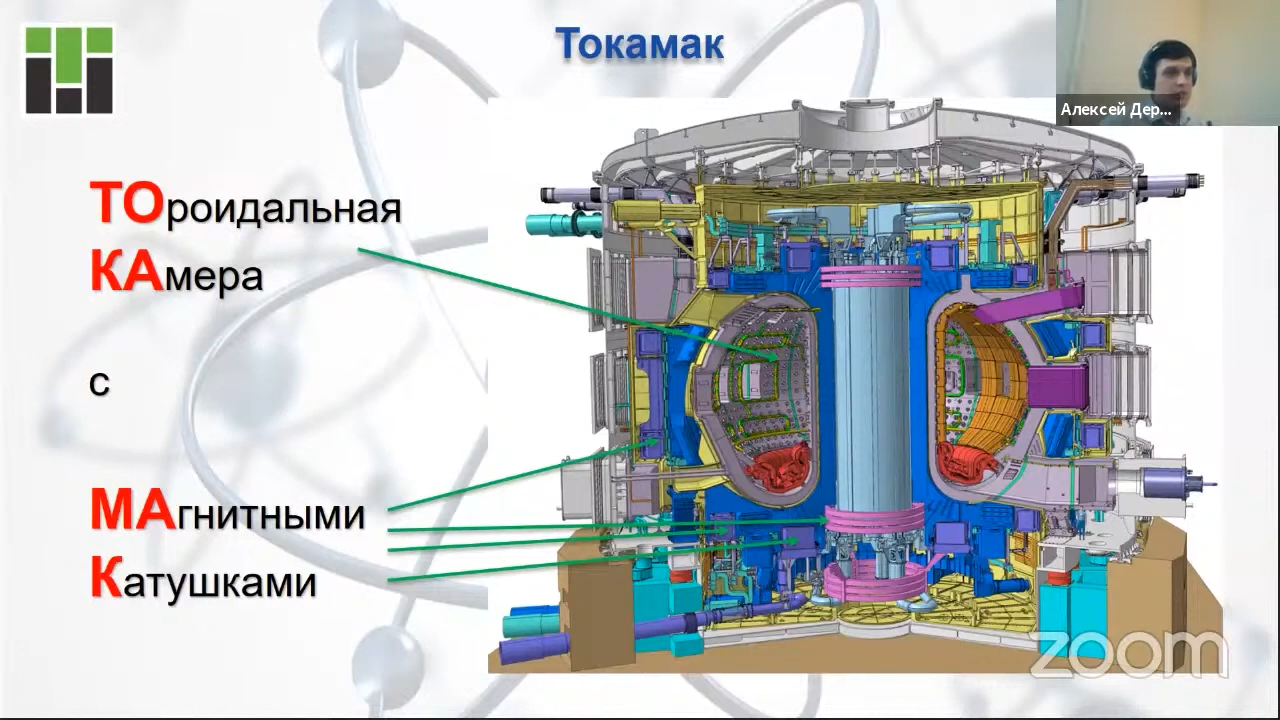 Токамак
Алексей Дер...
ТОроидальная
КАмера
с
МАгнитными
Катушками
zoom